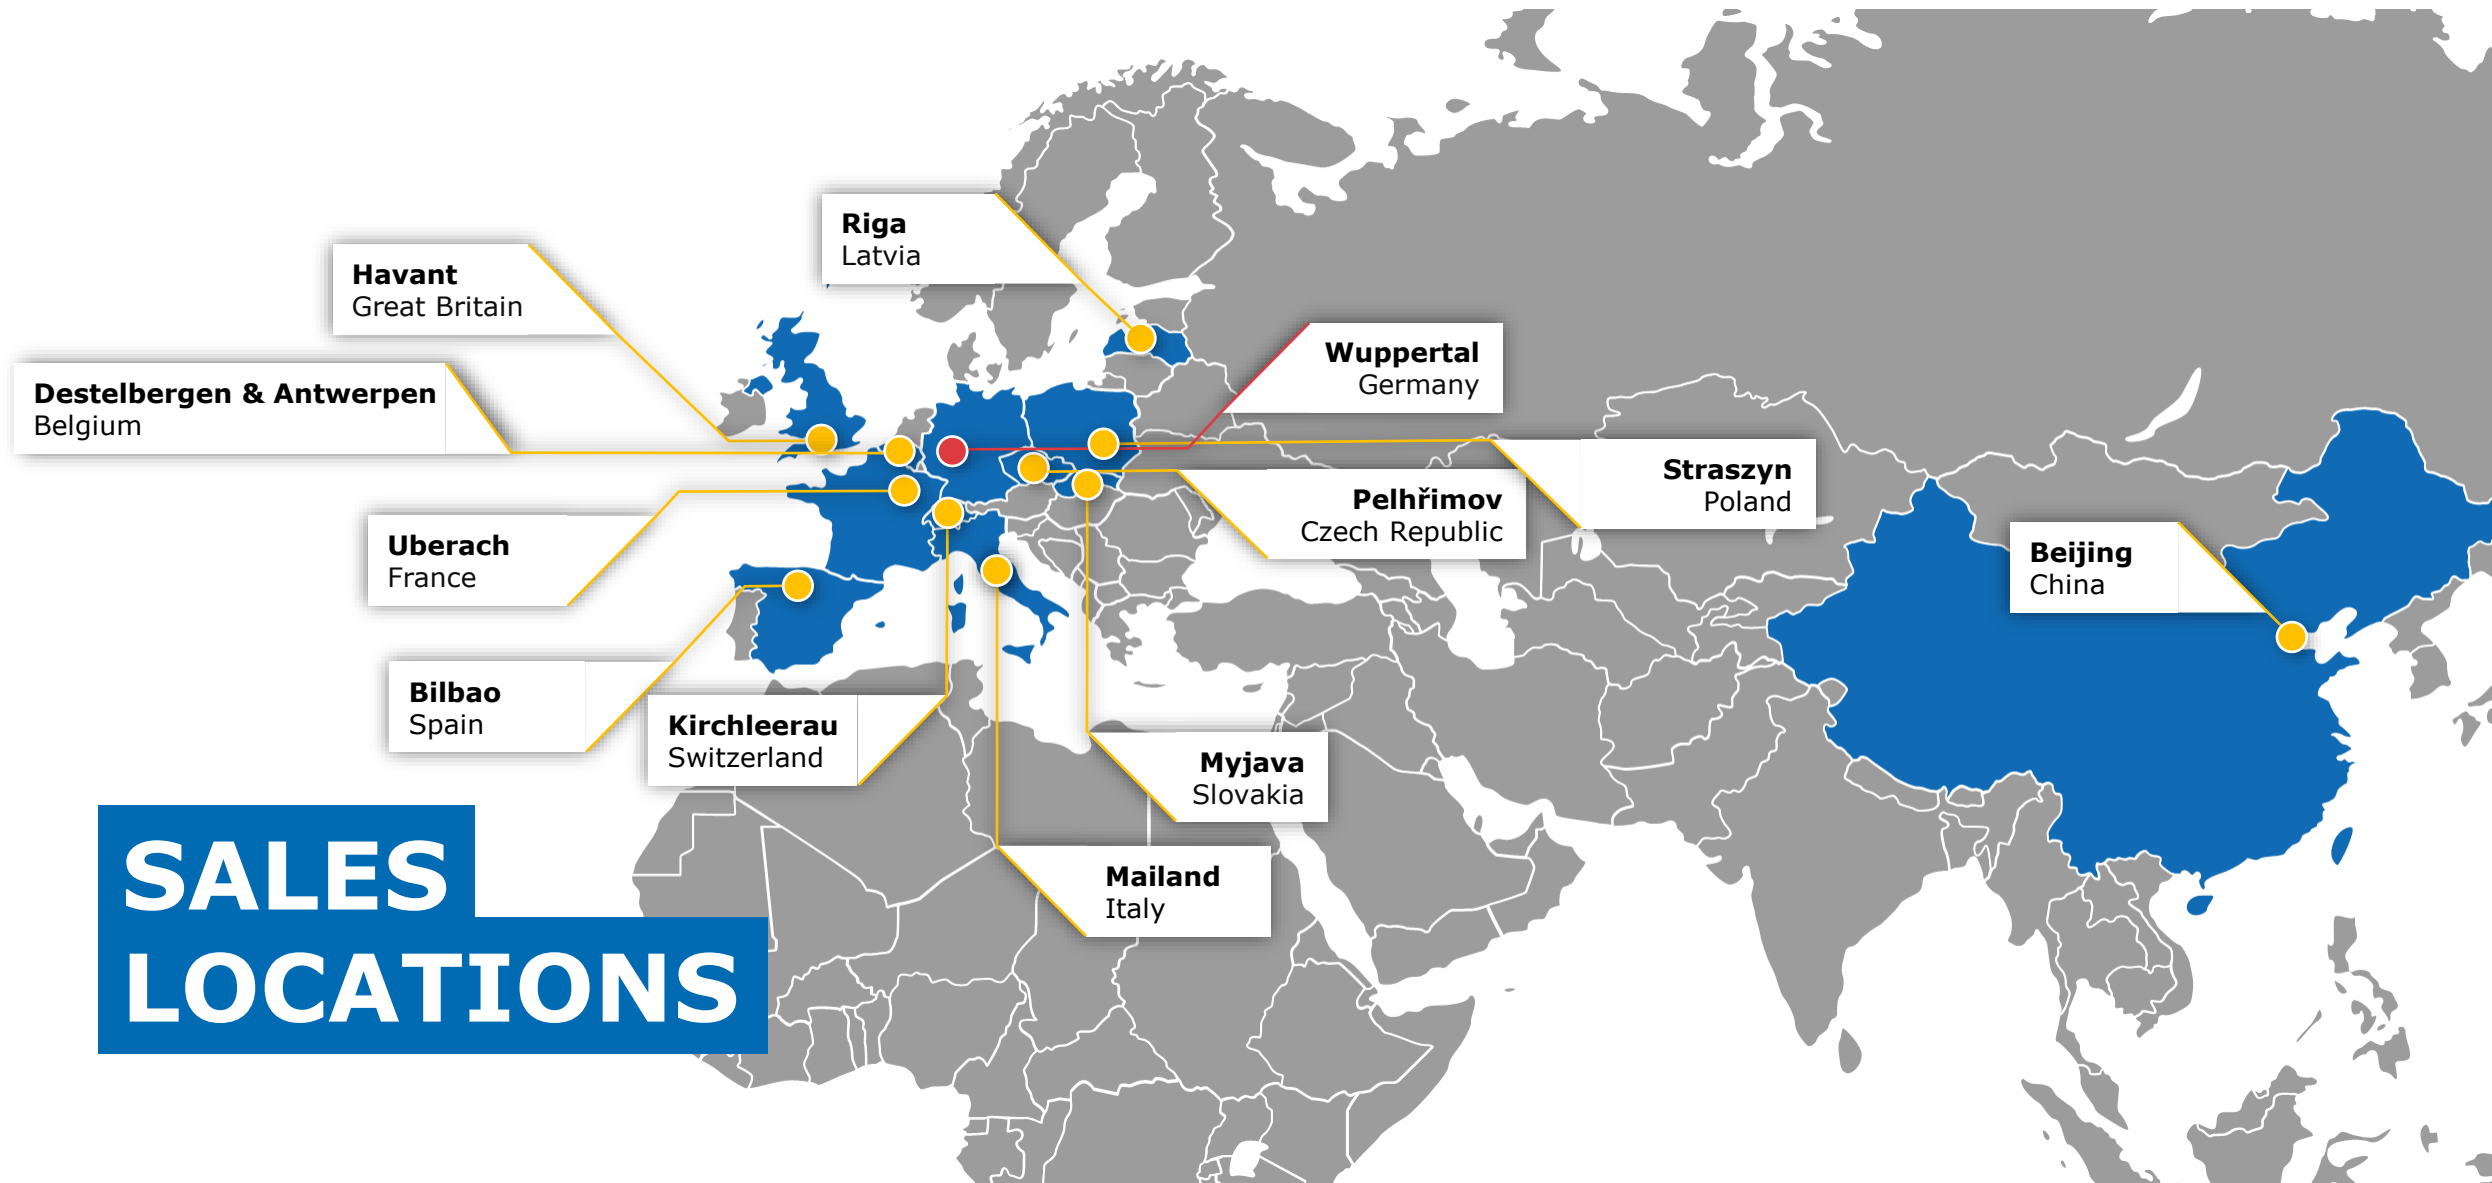 Riga
Latvia
Havant
Great Britain
Wuppertal
Germany
Destelbergen & Antwerpen
Belgium
Straszyn
Poland
Pelhřimov
Czech Republic
Uberach
France
Beijing
China
Bilbao
Spain
Kirchleerau
Switzerland
Myjava
Slovakia
Mailand
Italy
SALES
LOCATIONS